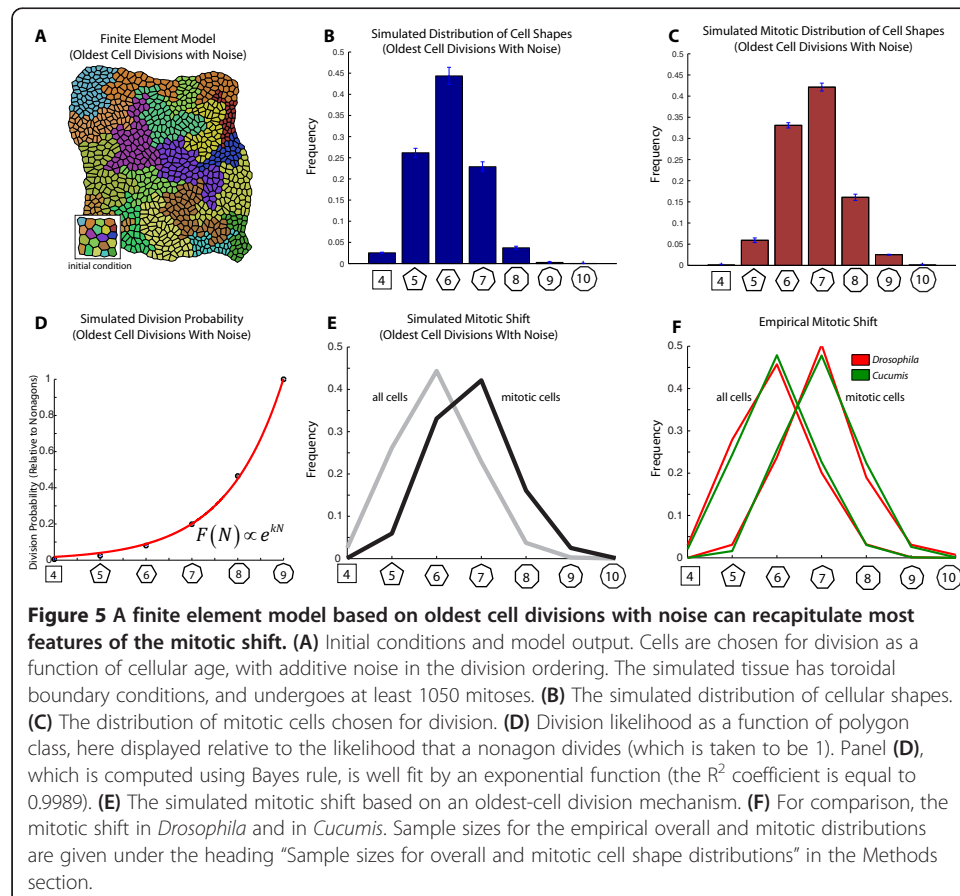 A
Finite Element Model
(Oldest Cell Divisions with Noise)
initial condition
B
Simulated Distribution of Cell Shapes
(Oldest Cell Divisions With Noise)
Frequency
0.5
0.45
0.4
0.35
0.3
0.25
0.2
0.15
0.1
0.05
0
4 5 6 7 8 9 10
C
Simulated Mitotic Distribution of Cell Shapes
(Oldest Cell Divisions With Noise)
Frequency
0.5
0.45
0.4
0.35
0.3
0.25
0.2
0.15
0.1
0.05
0
4 5 6 7 8 9 10
D
Simulated Division Probability
(Oldest Cell Divisions With Noise)
Division Probability (Relative to Nonagons)
1
0.8
0.6
0.4
0.2
0
F(N)∝e^{kN}
4 5 6 7 8 9
E
Simulated Mitotic Shift
(Oldest Cell Divisions WIth Noise)
Frequency
0.5
0.4
0.3
0.2
0.1
0
all cells
mitotic cells
4 5 6 7 8 9 10
F
Empirical Mitotic Shift
Frequency
0.5
0.4
0.3
0.2
0.1
0
Drosophila
Cucumis
all cells
mitotic cells
4 5 6 7 8 9 10
Figure 5 A finite element model based on oldest cell divisions with noise can recapitulate most
features of the mitotic shift. (A) Initial conditions and model output. Cells are chosen for division as a
function of cellular age, with additive noise in the division ordering. The simulated tissue has toroidal
boundary conditions, and undergoes at least 1050 mitoses. (B) The simulated distribution of cellular shapes.
(C) The distribution of mitotic cells chosen for division. (D) Division likelihood as a function of polygon
class, here displayed relative to the likelihood that a nonagon divides (which is taken to be 1). Panel (D),
which is computed using Bayes rule, is well fit by an exponential function (the R² coefficient is equal to
0.9989). (E) The simulated mitotic shift based on an oldest-cell division mechanism. (F) For comparison, the
mitotic shift in Drosophila and in Cucumis. Sample sizes for the empirical overall and mitotic distributions
are given under the heading “Sample sizes for overall and mitotic cell shape distributions” in the Methods
section.